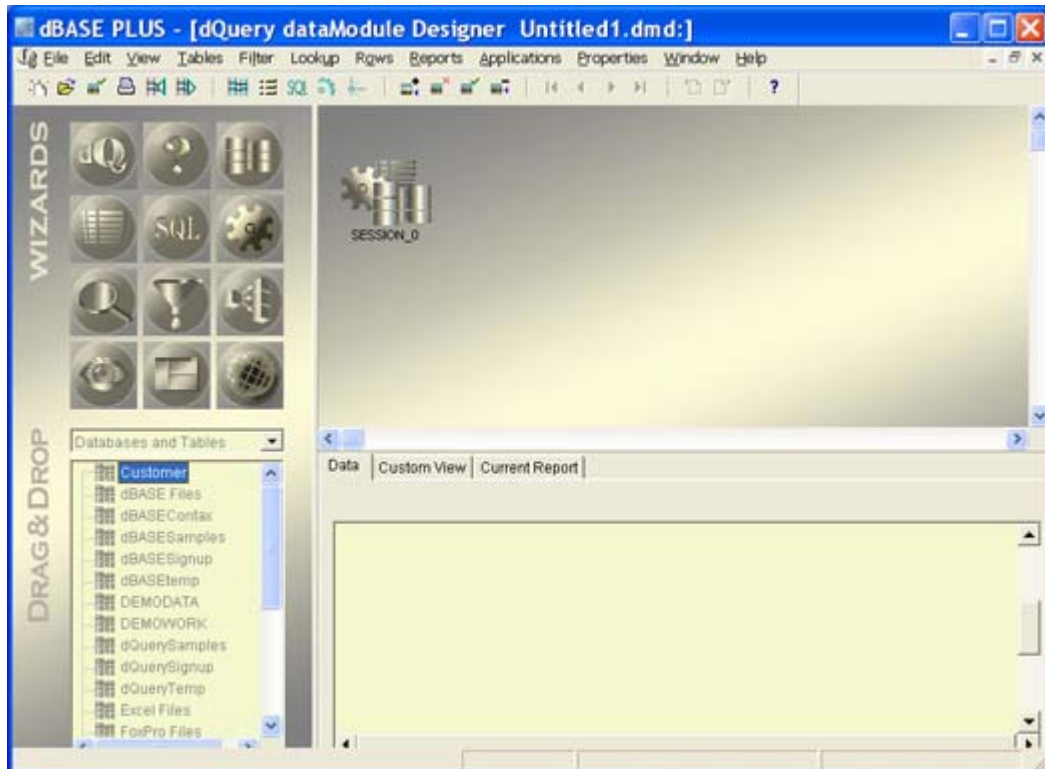 dBASE PLUS - [dQuery dataModule Designer Untitled1.dmd:]
File Edit View Tables Filter Lookup Rows Reports Applications Properties Window Help
SQL ?
WIZARDS
dQ ?
SQL
SESSION_0
DRAG&DROP
Databases and Tables
Customer
dBASE Files
dBASEContax
dBASESamples
dBASESignup
dBASEtemp
DEMODATA
DEMOWORK
dQuerySamples
dQuerySignup
dQueryTemp
Excel Files
FoxPro Files
Data Custom View Current Report